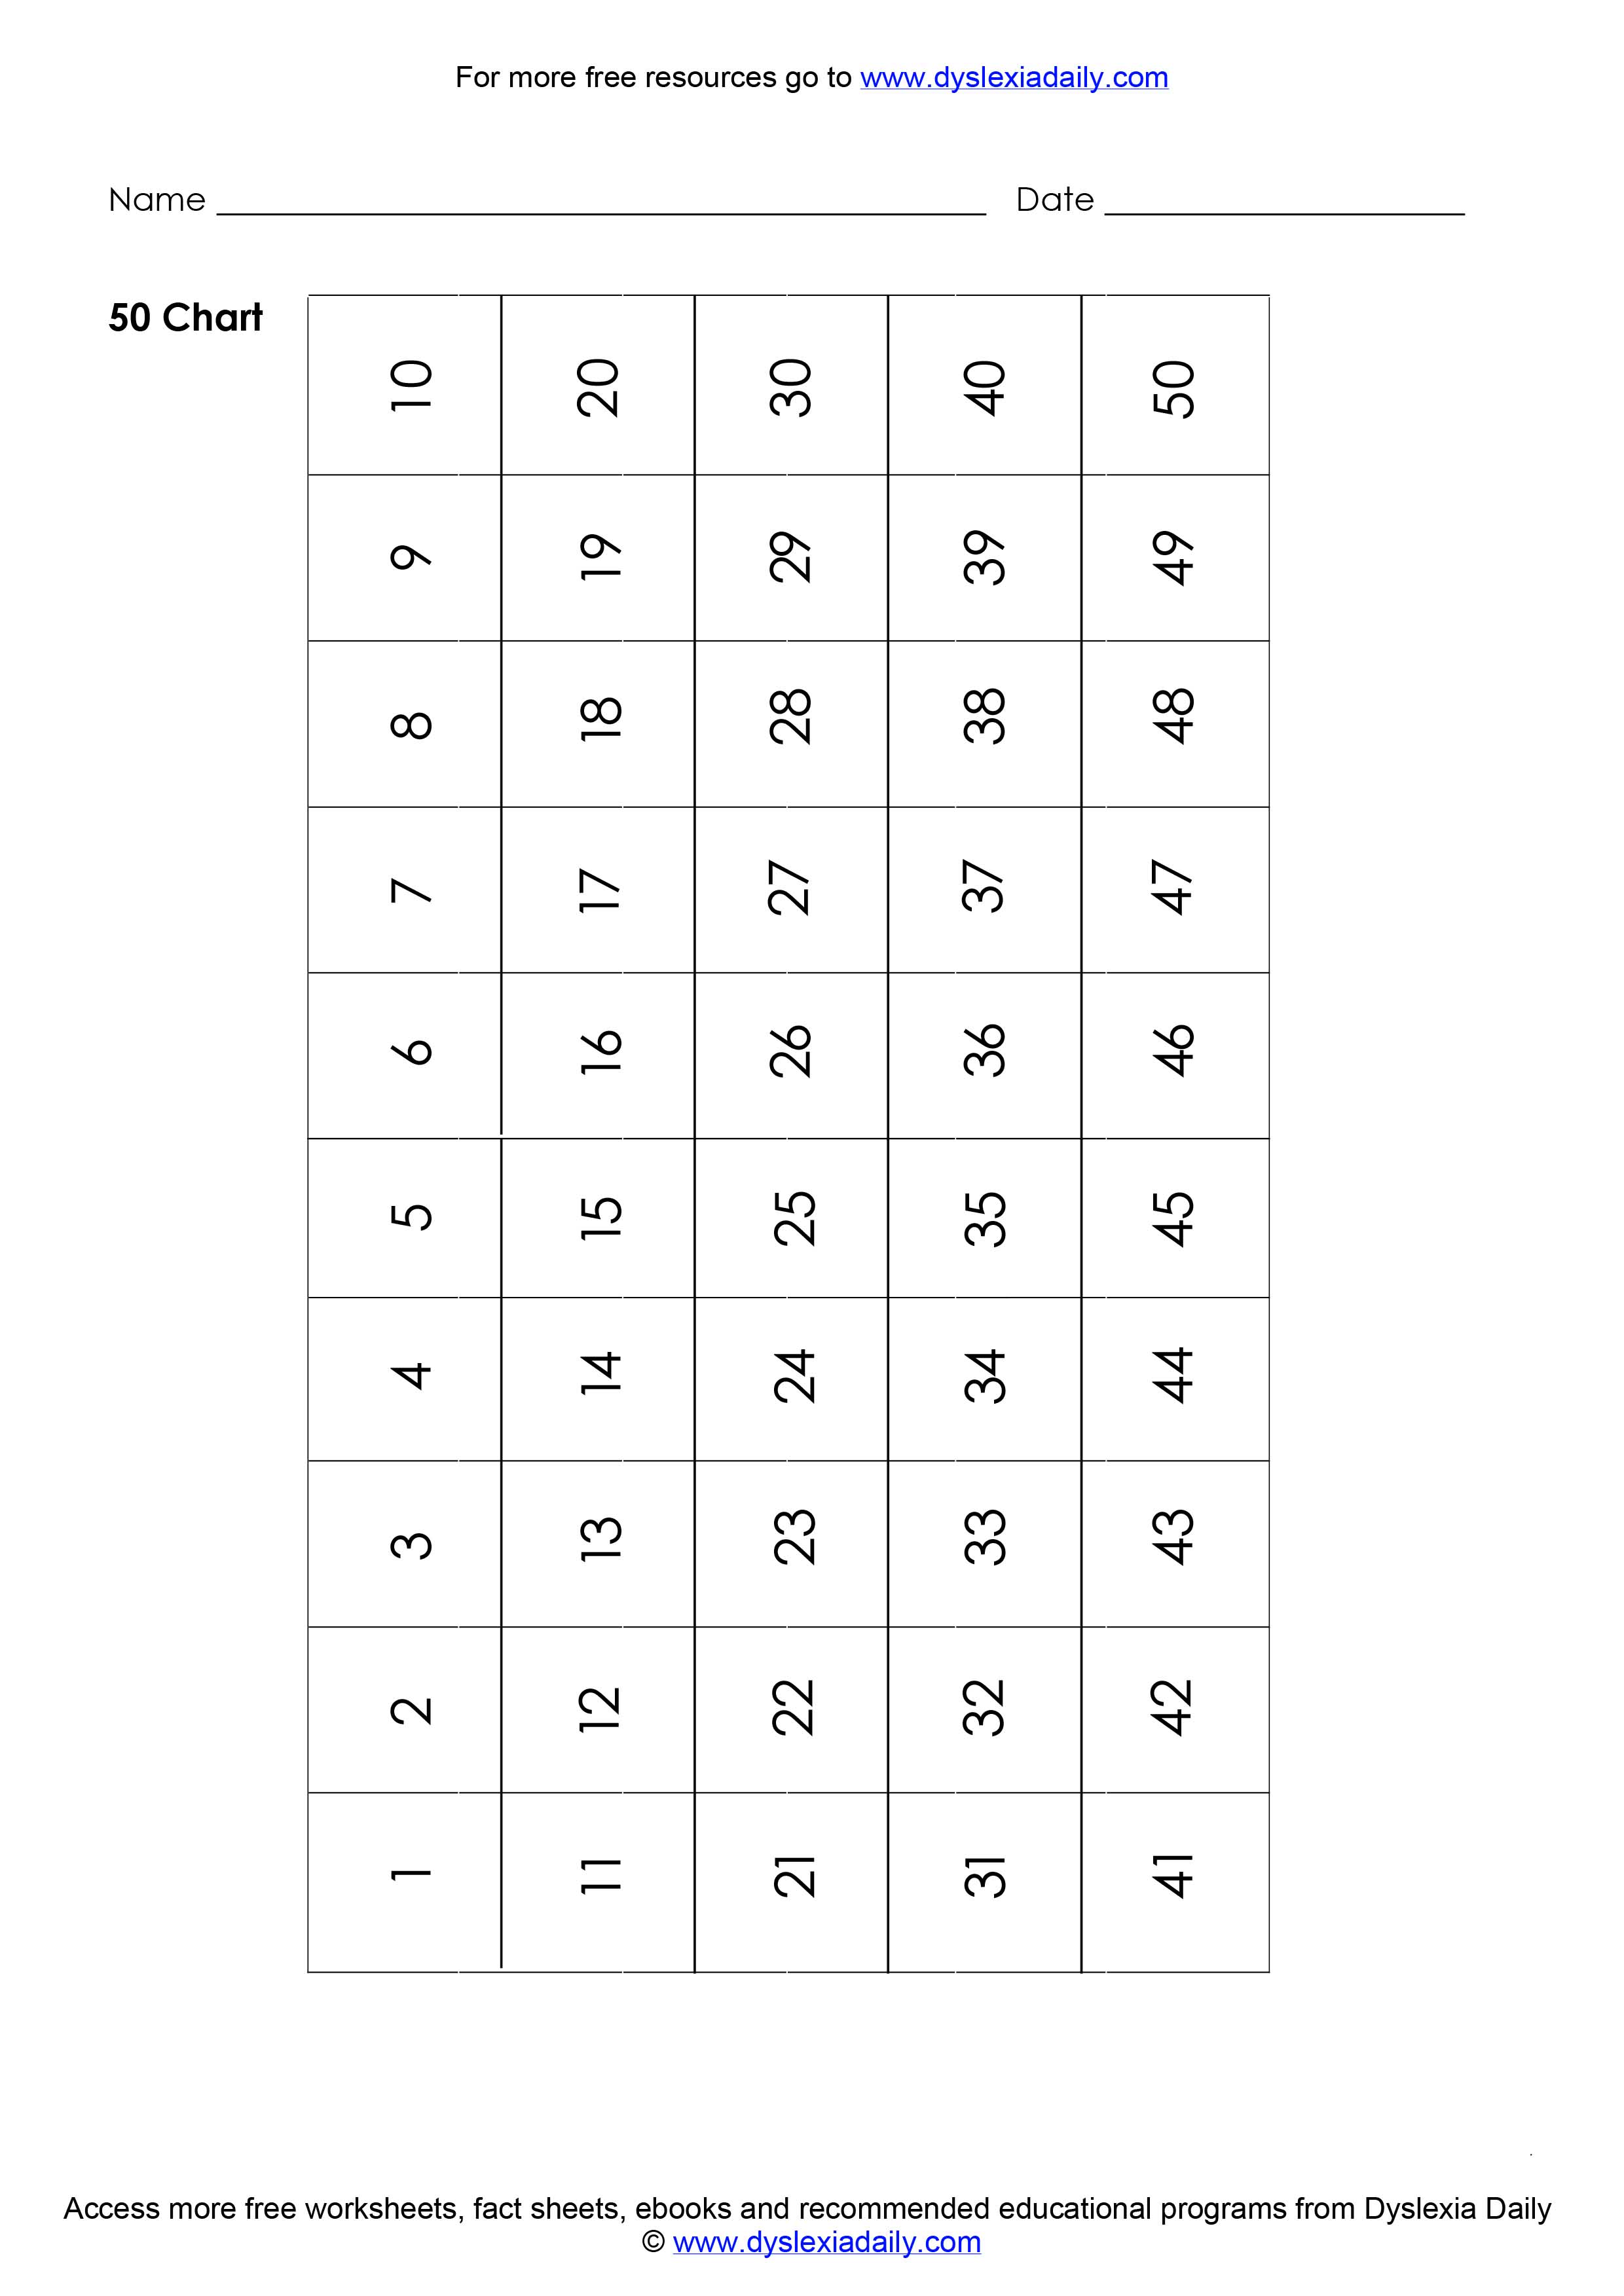 For more free resources go to www.dyslexiadaily.com
Name Date
50 Chart
10 20 30 40 50
9 19 29 39 49
8 18 28 38 48
7 17 27 37 47
6 16 26 36 46
5 15 25 35 45
4 14 24 34 44
3 13 23 33 43
2 12 22 32 42
1 11 21 31 41
Access more free worksheets, fact sheets, ebooks and recommended educational programs from Dyslexia Daily
© www.dyslexiadaily.com